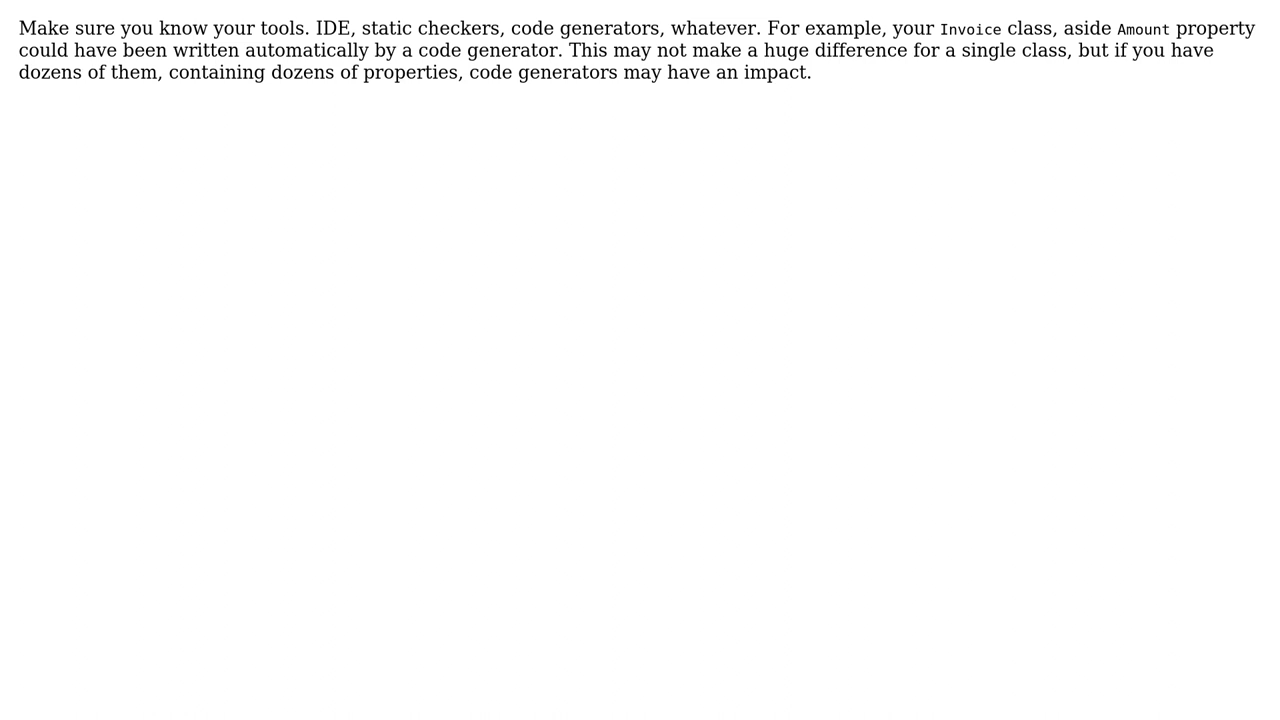 Make sure you know your tools. IDE, static checkers, code generators, whatever. For example, your Invoice class, aside Amount property
could have been written automatically by a code generator. This may not make a huge difference for a single class, but if you have
dozens of them, containing dozens of properties, code generators may have an impact.